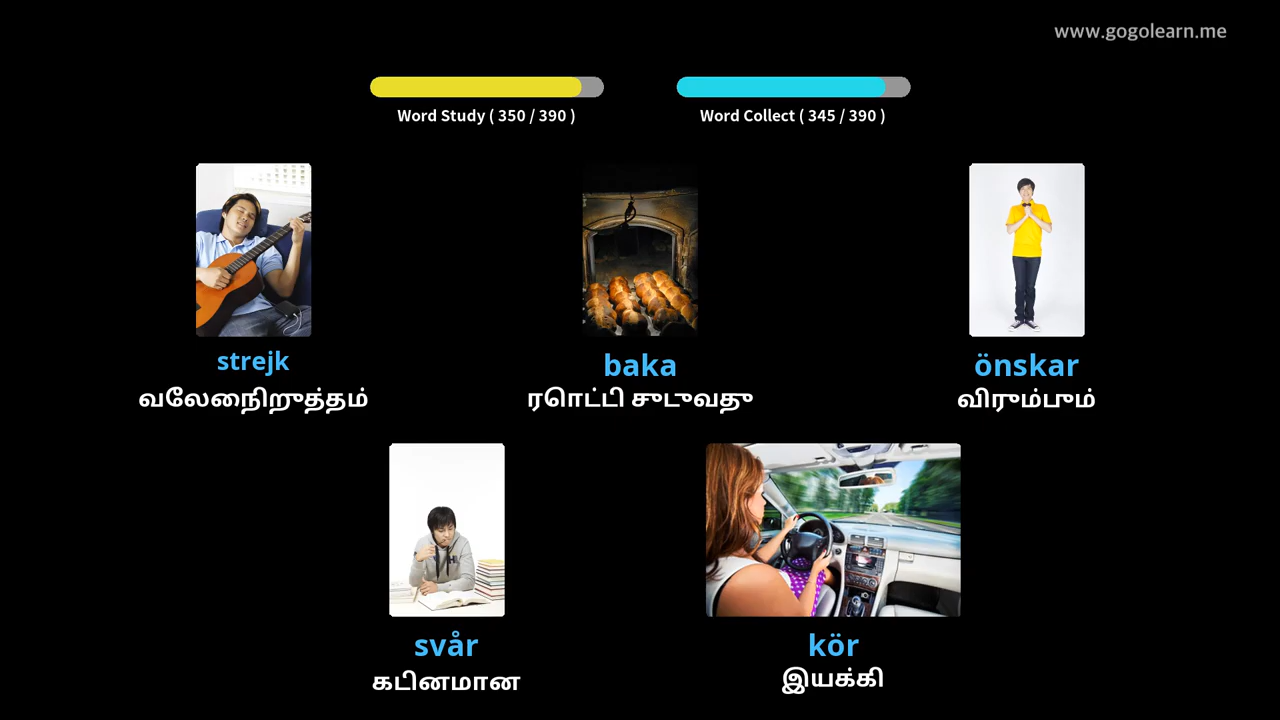 www.gogolearn.me
Word Study ( 350 / 390 )
Word Collect ( 345 / 390 )
strejk
வேலைநிறுத்தம்
baka
ரொட்டி சுடுவது
önskar
விரும்பும்
svår
கடினமான
kör
இயக்கி